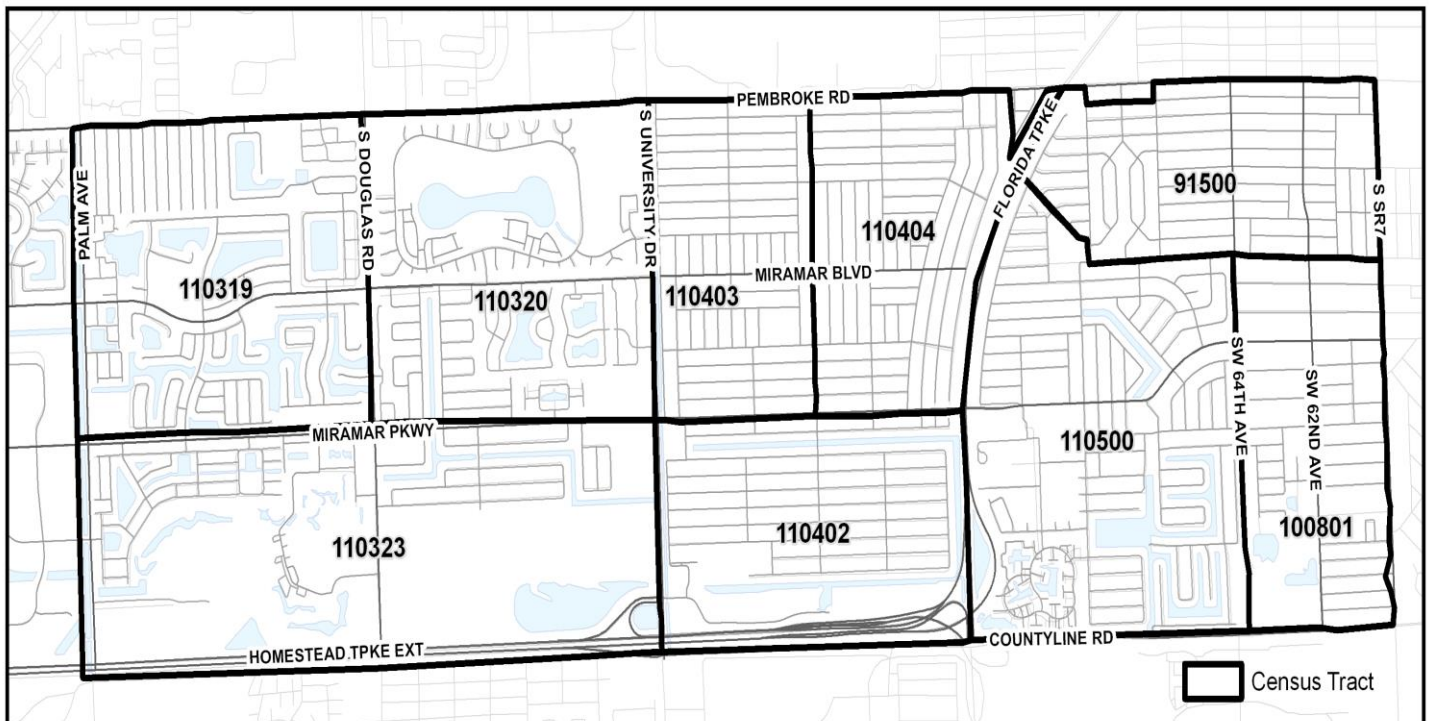 PEMBROKE RD
FLORIDA TPKE
S DOUGLAS RD
S UNIVERSITY DR
PALM AVE
91500
S SR7
110404
MIRAMAR BLVD
110319
110320
110403
SW 64TH AVE
SW 62ND AVE
MIRAMAR PKWY
110500
110323
110402
100801
COUNTYLINE RD
HOMESTEAD TPKE EXT
Census Tract